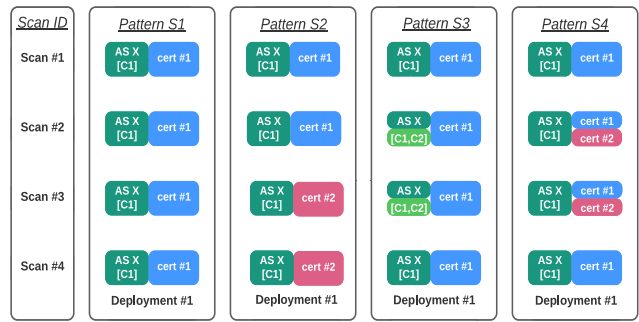 Scan ID
Scan #1
Scan #2
Scan #3
Scan #4
Pattern S1
AS X
[C1]
cert #1
AS X
[C1]
cert #1
AS X
[C1]
cert #1
AS X
[C1]
cert #1
Deployment #1
Pattern S2
AS X
[C1]
cert #1
AS X
[C1]
cert #1
AS X
[C1]
cert #2
AS X
[C1]
cert #2
Deployment #1
Pattern S3
AS X
[C1]
cert #1
AS X
[C1,C2]
cert #1
AS X
[C1,C2]
cert #1
AS X
[C1]
cert #1
Deployment #1
Pattern S4
AS X
[C1]
cert #1
AS X
[C1]
cert #1
cert #2
AS X
[C1]
cert #1
cert #2
AS X
[C1]
cert #1
Deployment #1